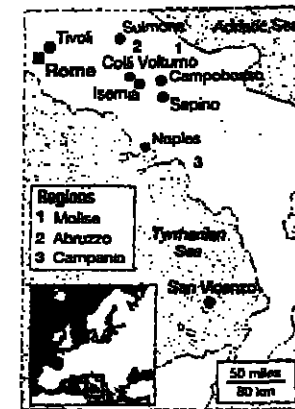 Sulmona
Adriatic Sea
Tivoli
2
1
Rome
Colli Volturno
Campobasso
Isernia
Sepino
Naples
3
Regions
1 Molise
2 Abruzzo
3 Campania
Tyrrhenian
Sea
San Vicenzo
50 miles
80 km